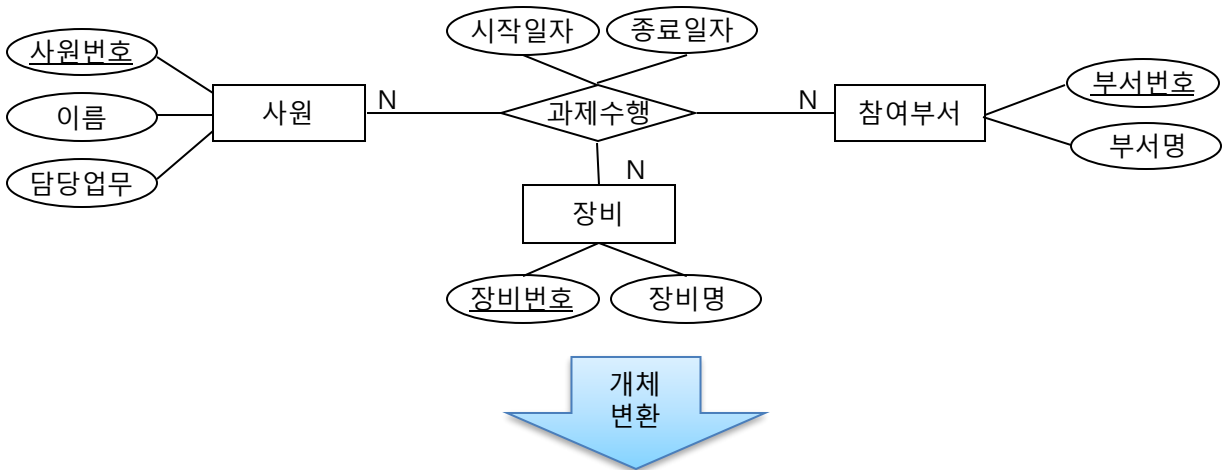 시작일자
종료일자
사원번호
이름
담당업무
사원
N
과제수행
N
참여부서
부서번호
부서명
N
장비
장비번호
장비명
개체
변환